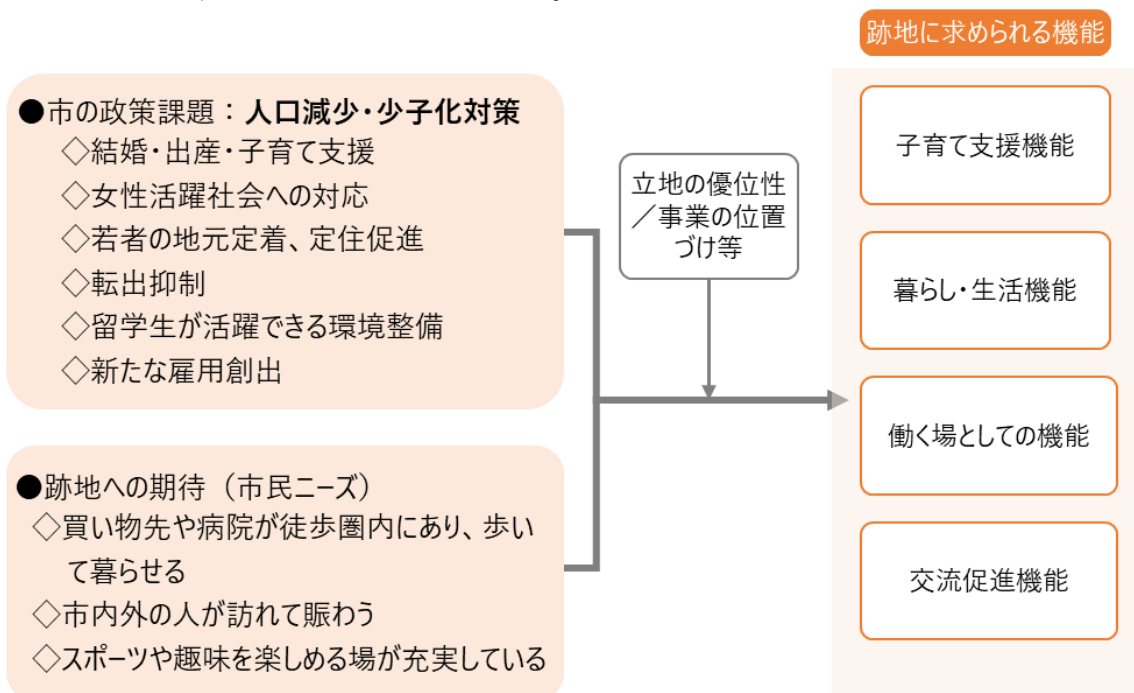 跡地に求められる機能
●市の政策課題：人口減少・少子化対策
◇結婚・出産・子育て支援
◇女性活躍社会への対応
◇若者の地元定着、定住促進
◇転出抑制
◇留学生が活躍できる環境整備
◇新たな雇用創出
●跡地への期待（市民ニーズ）
◇買い物先や病院が徒歩圏内にあり、歩い
て暮らせる
◇市内外の人が訪れて賑わう
◇スポーツや趣味を楽しめる場が充実している
立地の優位性
／事業の位置
づけ等
子育て支援機能
暮らし・生活機能
働く場としての機能
交流促進機能